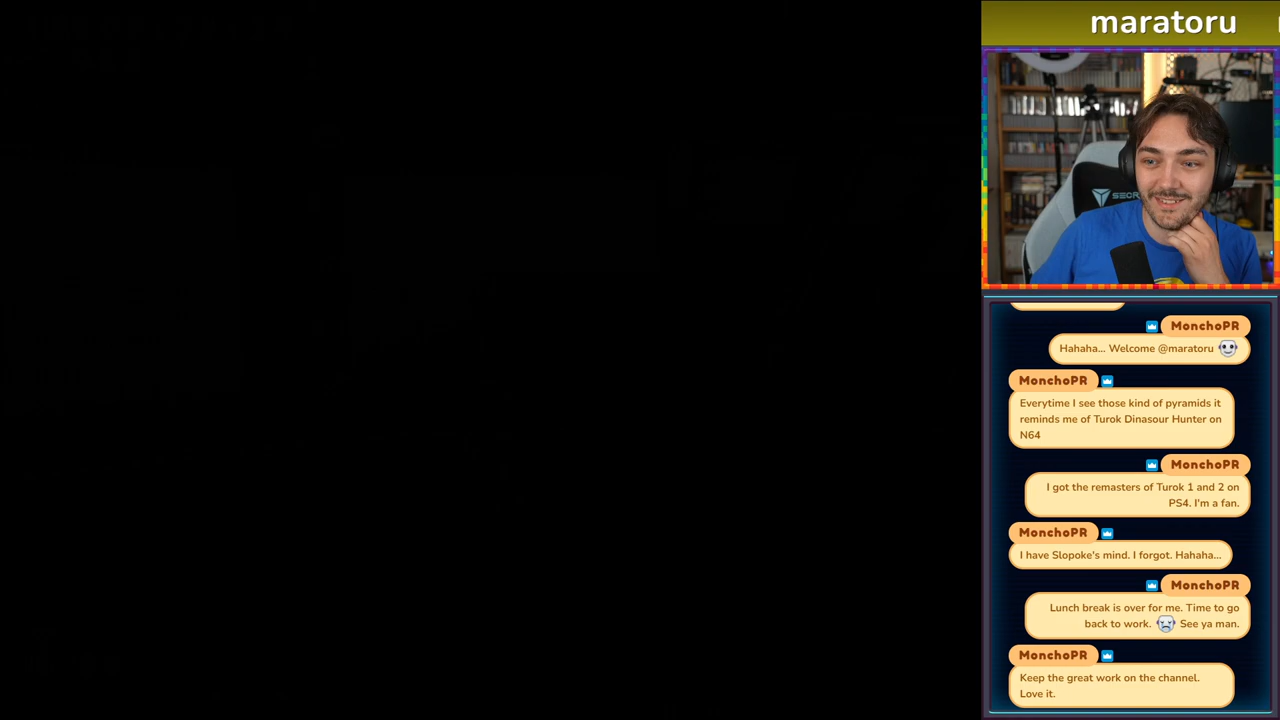 maratoru
SECR
MonchoPR
Hahaha... Welcome @maratoru
MonchoPR
Everytime I see those kind of pyramids it
reminds me of Turok Dinasour Hunter on
N64
MonchoPR
I got the remasters of Turok 1 and 2 on
PS4. I'm a fan.
MonchoPR
I have Slopoke's mind. I forgot. Hahaha...
MonchoPR
Lunch break is over for me. Time to go
back to work. See ya man.
MonchoPR
Keep the great work on the channel.
Love it.